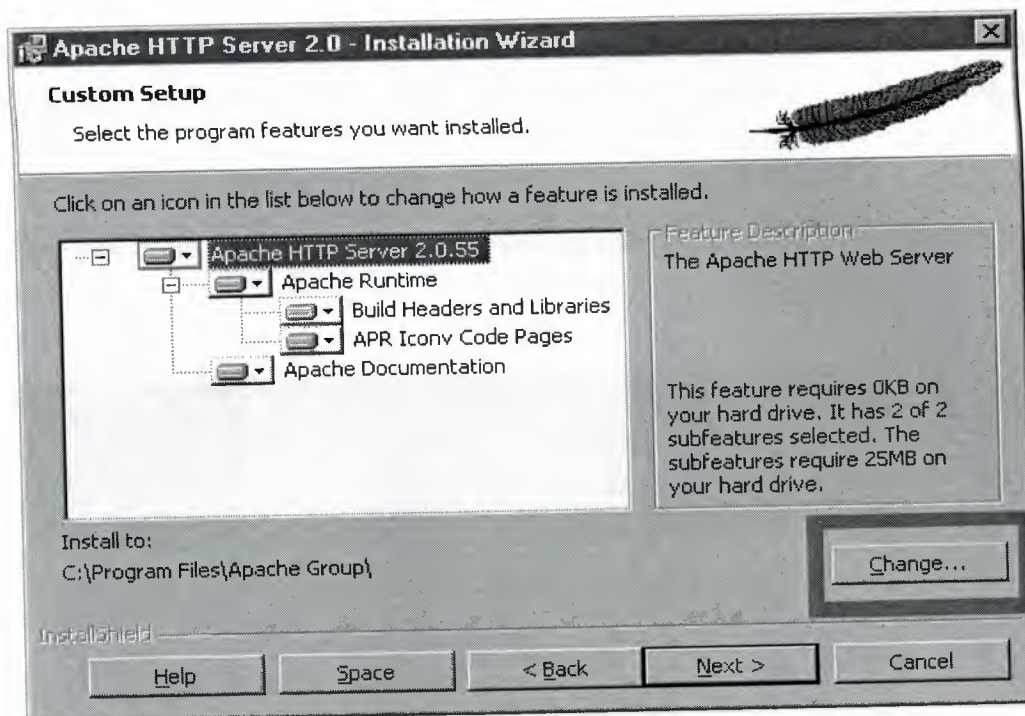 Apache HTTP Server 2.0 - Installation Wizard
Custom Setup
Select the program features you want installed.
Click on an icon in the list below to change how a feature is installed.
Apache HTTP Server 2.0.55
Apache Runtime
Build Headers and Libraries
APR Iconv Code Pages
Apache Documentation
Feature Description
The Apache HTTP Web Server
This feature requires 0KB on
your hard drive. It has 2 of 2
subfeatures selected. The
subfeatures require 25MB on
your hard drive.
Install to:
C:\Program Files\Apache Group\
Change...
InstallShield
Help
Space
< Back
Next >
Cancel